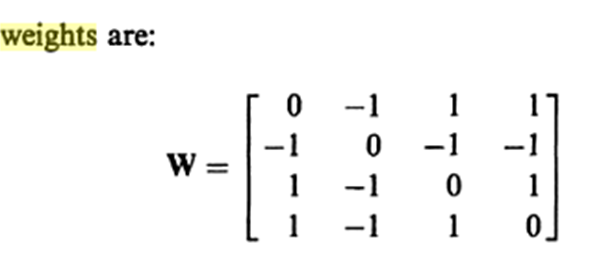 weights are:
0 −1 1 1
−1 0 −1 −1
W = 1 −1 0 1
1 −1 1 0